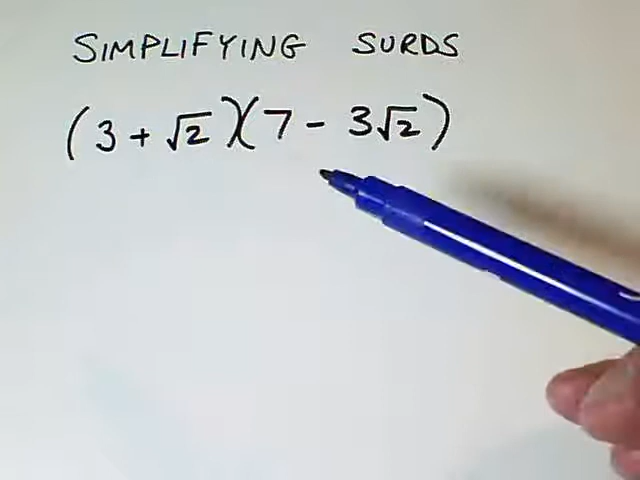 SIMPLIFYING SURDS
(3 + √2)(7 - 3√2)